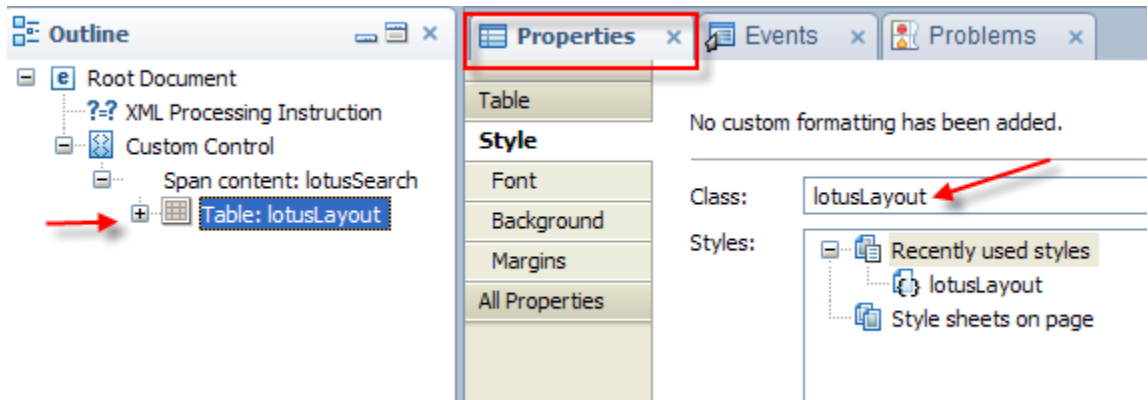 Outline
Root Document
?=? XML Processing Instruction
Custom Control
Span content: lotusSearch
Table: lotusLayout
Properties
Events
Problems
Table
Style
Font
Background
Margins
All Properties
No custom formatting has been added.
Class: lotusLayout
Styles:
Recently used styles
lotusLayout
Style sheets on page